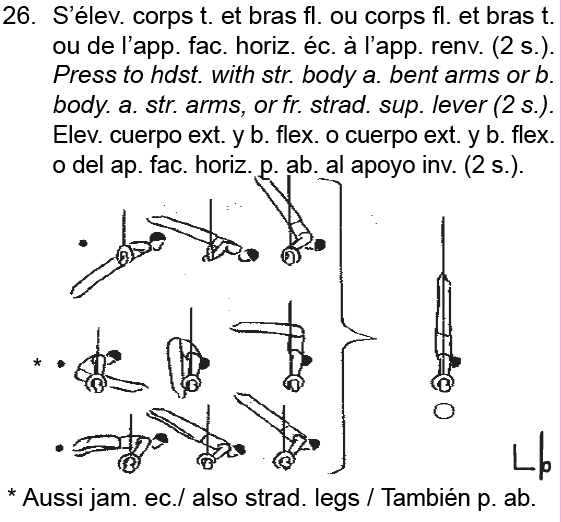 26. S’élev. corps t. et bras fl. ou corps fl. et bras t.
ou de l’app. fac. horiz. éc. à l’app. renv. (2 s.).
Press to hdst. with str. body a. bent arms or b.
body. a. str. arms, or fr. strad. sup. lever (2 s.).
Elev. cuerpo ext. y b. flex. o cuerpo ext. y b. flex.
o del ap. fac. horiz. p. ab. al apoyo inv. (2 s.).
*
* Aussi jam. ec./ also strad. legs / También p. ab.